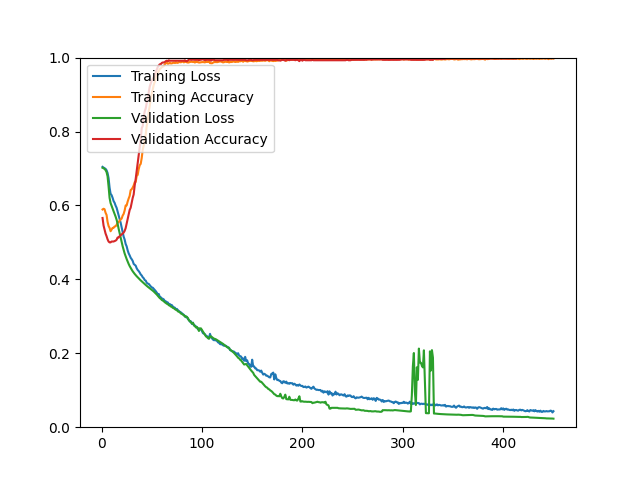 1.0
0.8
0.6
0.4
0.2
0.0
Training Loss
Training Accuracy
Validation Loss
Validation Accuracy
0 100 200 300 400